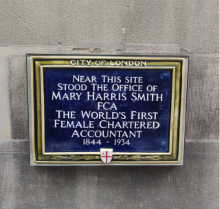 CITY OF LONDON
NEAR THIS SITE
STOOD THE OFFICE OF
MARY HARRIS SMITH
FCA
THE WORLD'S FIRST
FEMALE CHARTERED
ACCOUNTANT
1844 - 1934